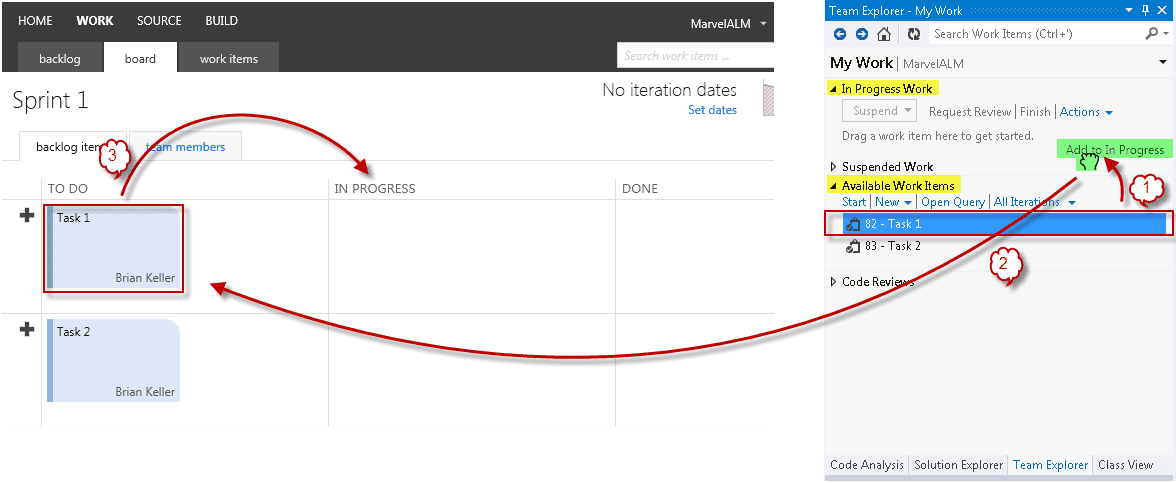 HOME WORK SOURCE BUILD
MarvelALM
backlog board work items
Search work items ...
Sprint 1
No iteration dates
Set dates
backlog item
team members
3
TO DO IN PROGRESS DONE
Task 1
Brian Keller
Task 2
Brian Keller
Team Explorer - My Work
Search Work Items (Ctrl+')
My Work | MarvelALM
In Progress Work
Suspend Request Review | Finish | Actions
Drag a work item here to get started.
Add to In Progress
Suspended Work
Available Work Items
1
Start | New | Open Query | All Iterations
82 - Task 1
83 - Task 2
2
Code Reviews
Code Analysis Solution Explorer Team Explorer Class View